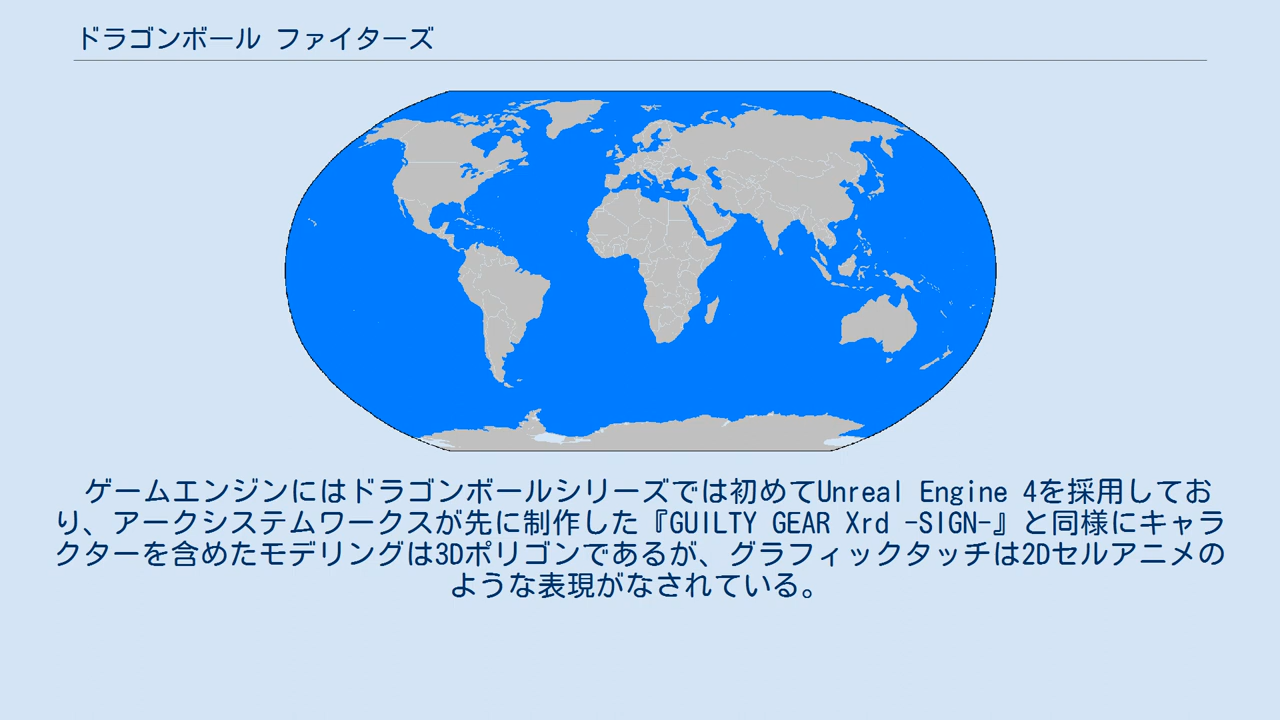 ドラゴンボール ファイターズ
ゲームエンジンにはドラゴンボールシリーズでは初めてUnreal Engine 4を採用してお
り、アークシステムワークスが先に制作した『GUILTY GEAR Xrd -SIGN-』と同様にキャラ
クターを含めたモデリングは3Dポリゴンであるが、グラフィックタッチは2Dセルアニメの
ような表現がなされている。